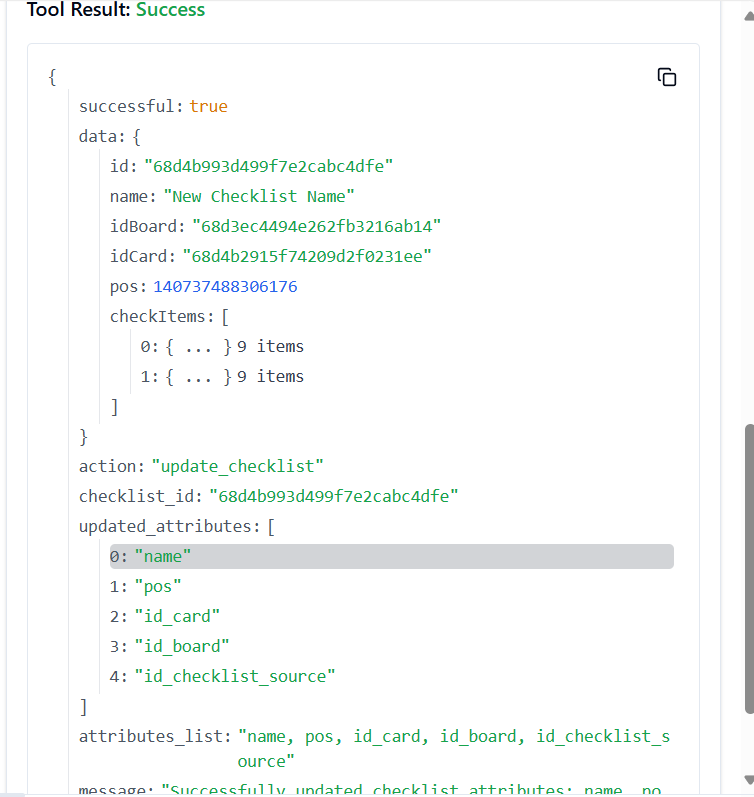 Tool Result: Success
{
successful: true
data: {
id: "68d4b993d499f7e2cabc4dfe"
name: "New Checklist Name"
idBoard: "68d3ec4494e262fb3216ab14"
idCard: "68d4b2915f74209d2f0231ee"
pos: 140737488306176
checkItems: [
0: { ... } 9 items
1: { ... } 9 items
]
}
action: "update_checklist"
checklist_id: "68d4b993d499f7e2cabc4dfe"
updated_attributes: [
0: "name"
1: "pos"
2: "id_card"
3: "id_board"
4: "id_checklist_source"
]
attributes_list: "name, pos, id_card, id_board, id_checklist_s
ource"
message: "Successfully updated checklist attributes: name, po